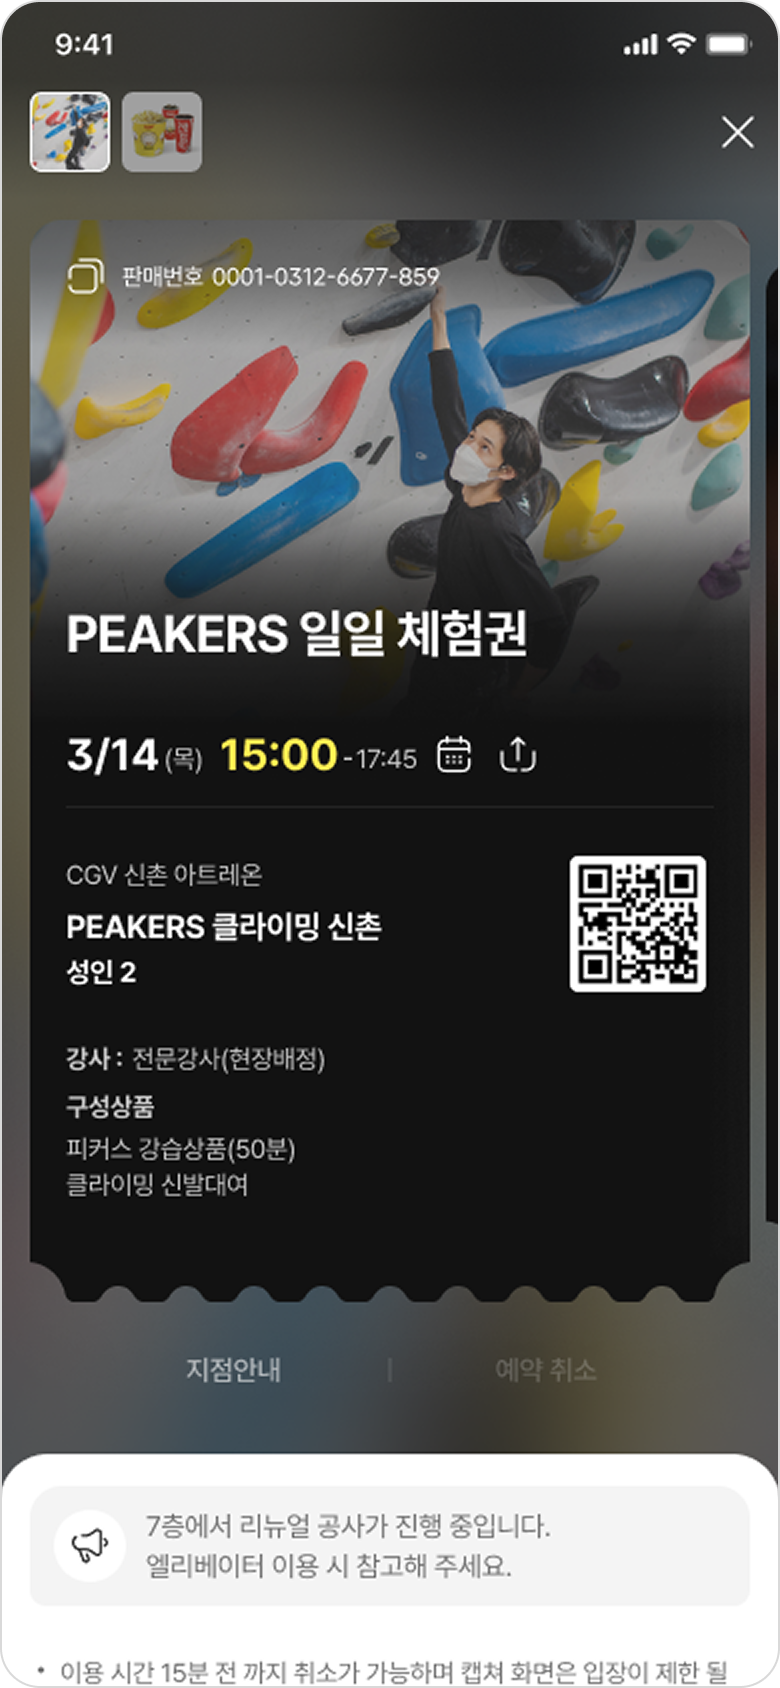 9:41
판매번호 0001-0312-6677-859
PEAKERS 일일 체험권
3/14 (목) 15:00 - 17:45
CGV 신촌 아트레온
PEAKERS 클라이밍 신촌
성인 2
강사 : 전문강사(현장배정)
구성상품
피커스 강습상품(50분)
클라이밍 신발대여
지점안내 | 예약 취소
7층에서 리뉴얼 공사가 진행 중입니다.
엘리베이터 이용 시 참고해 주세요.
• 이용 시간 15분 전 까지 취소가 가능하며 캡쳐 화면은 입장이 제한 될